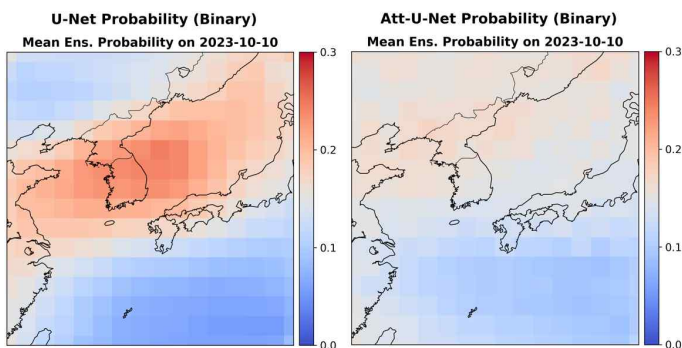 U-Net Probability (Binary)
Mean Ens. Probability on 2023-10-10
0.3
0.2
0.1
0.0
Att-U-Net Probability (Binary)
Mean Ens. Probability on 2023-10-10
0.3
0.2
0.1
0.0